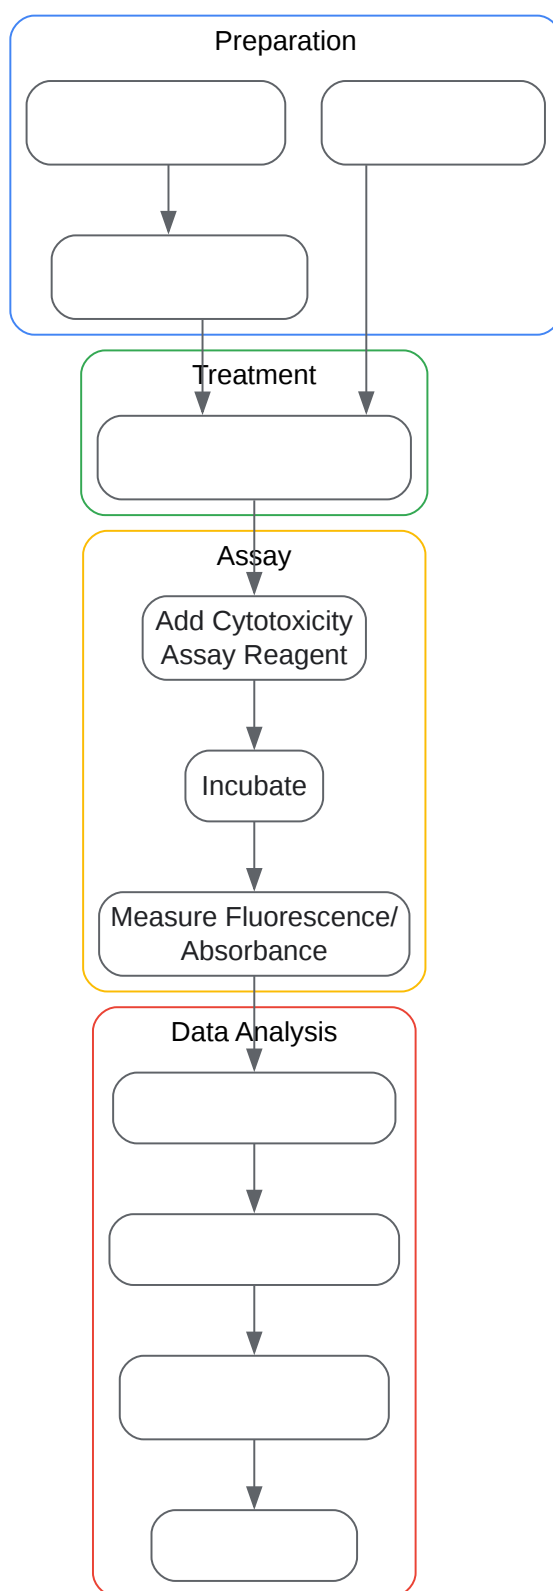 Preparation
Treatment
Assay
Add Cytotoxicity
Assay Reagent
Incubate
Measure Fluorescence/
Absorbance
Data Analysis